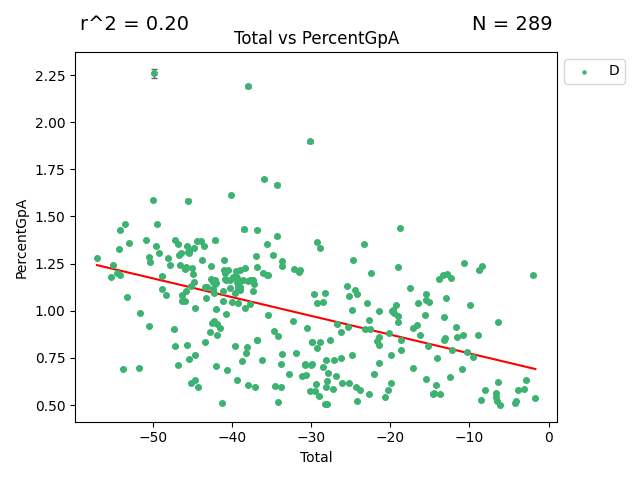 r^2 = 0.20 N = 289
Total vs PercentGpA
D
PercentGpA
2.25
2.00
1.75
1.50
1.25
1.00
0.75
0.50
−50 −40 −30 −20 −10 0
Total